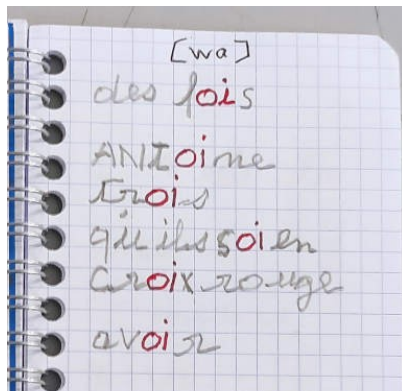 [wa]
des fois
ANtoine
trois
qu ils soien
croix rouge
avoir